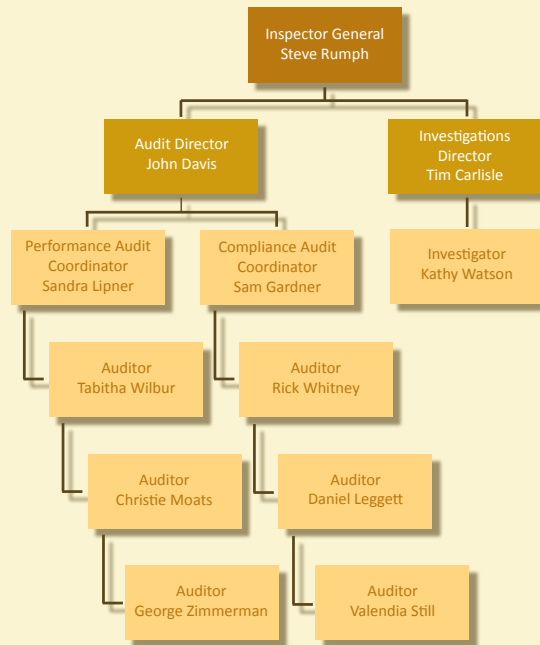 Inspector General
Steve Rumph
Audit Director
John Davis
Investigations
Director
Tim Carlisle
Performance Audit
Coordinator
Sandra Lipner
Compliance Audit
Coordinator
Sam Gardner
Investigator
Kathy Watson
Auditor
Tabitha Wilbur
Auditor
Rick Whitney
Auditor
Christie Moats
Auditor
Daniel Leggett
Auditor
George Zimmerman
Auditor
Valendia Still